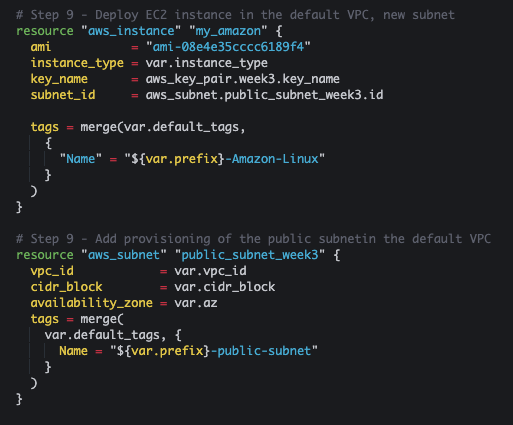 # Step 9 - Deploy EC2 instance in the default VPC, new subnet
resource "aws_instance" "my_amazon" {
  ami           = "ami-08e4e35cccc6189f4"
  instance_type = var.instance_type
  key_name      = aws_key_pair.week3.key_name
  subnet_id     = aws_subnet.public_subnet_week3.id

  tags = merge(var.default_tags,
    {
      "Name" = "${var.prefix}-Amazon-Linux"
    }
  )
}

# Step 9 - Add provisioning of the public subnetin the default VPC
resource "aws_subnet" "public_subnet_week3" {
  vpc_id            = var.vpc_id
  cidr_block        = var.cidr_block
  availability_zone = var.az
  tags = merge(
    var.default_tags, {
      Name = "${var.prefix}-public-subnet"
    }
  )
}